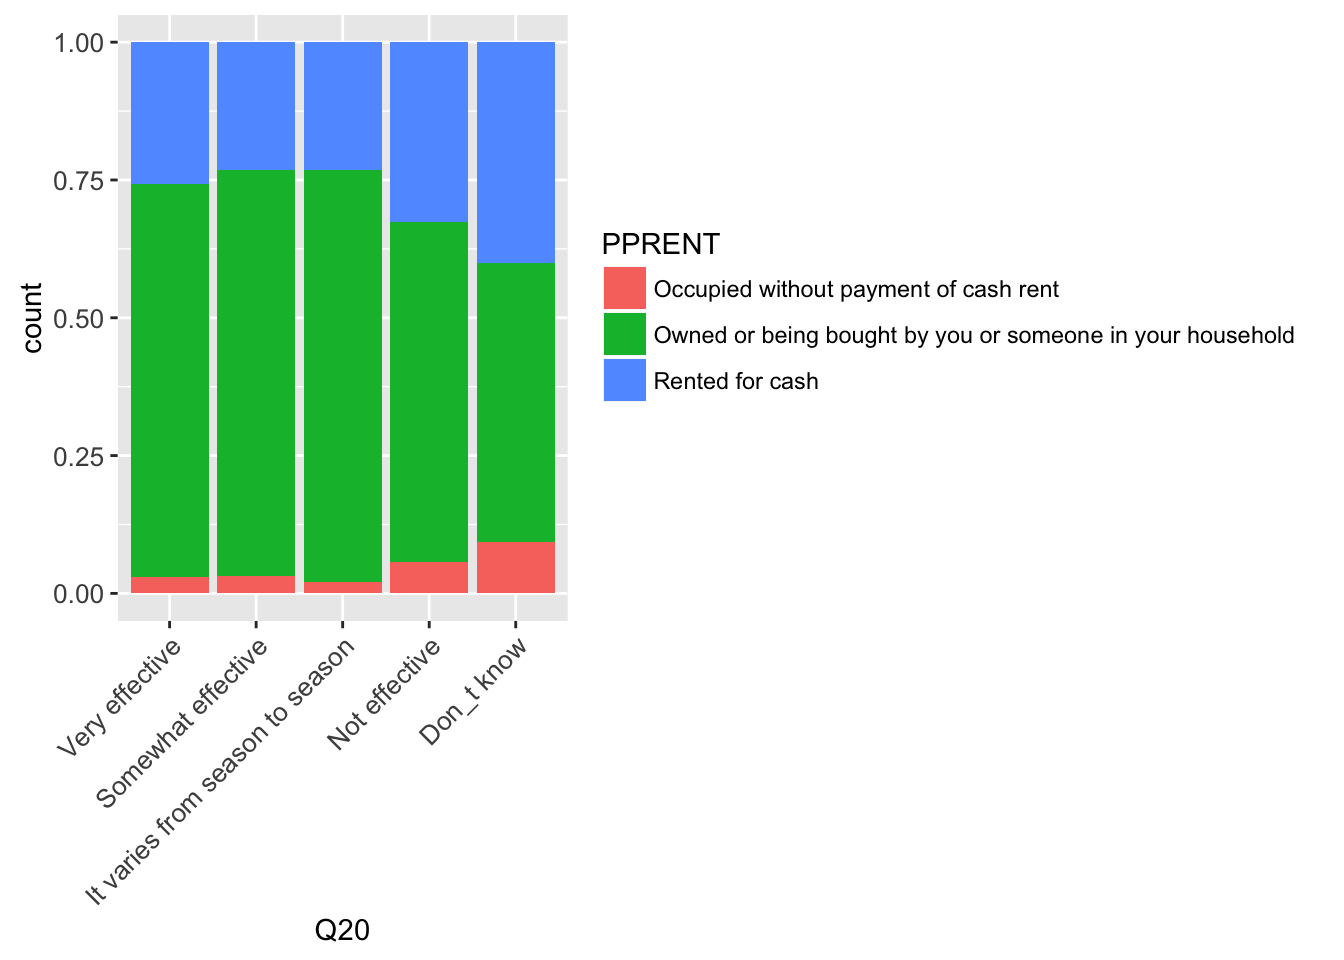 1.00
0.75
0.50
0.25
0.00
count
Very effective
Somewhat effective
It varies from season to season
Not effective
Don_t know
Q20
PPRENT
Occupied without payment of cash rent
Owned or being bought by you or someone in your household
Rented for cash